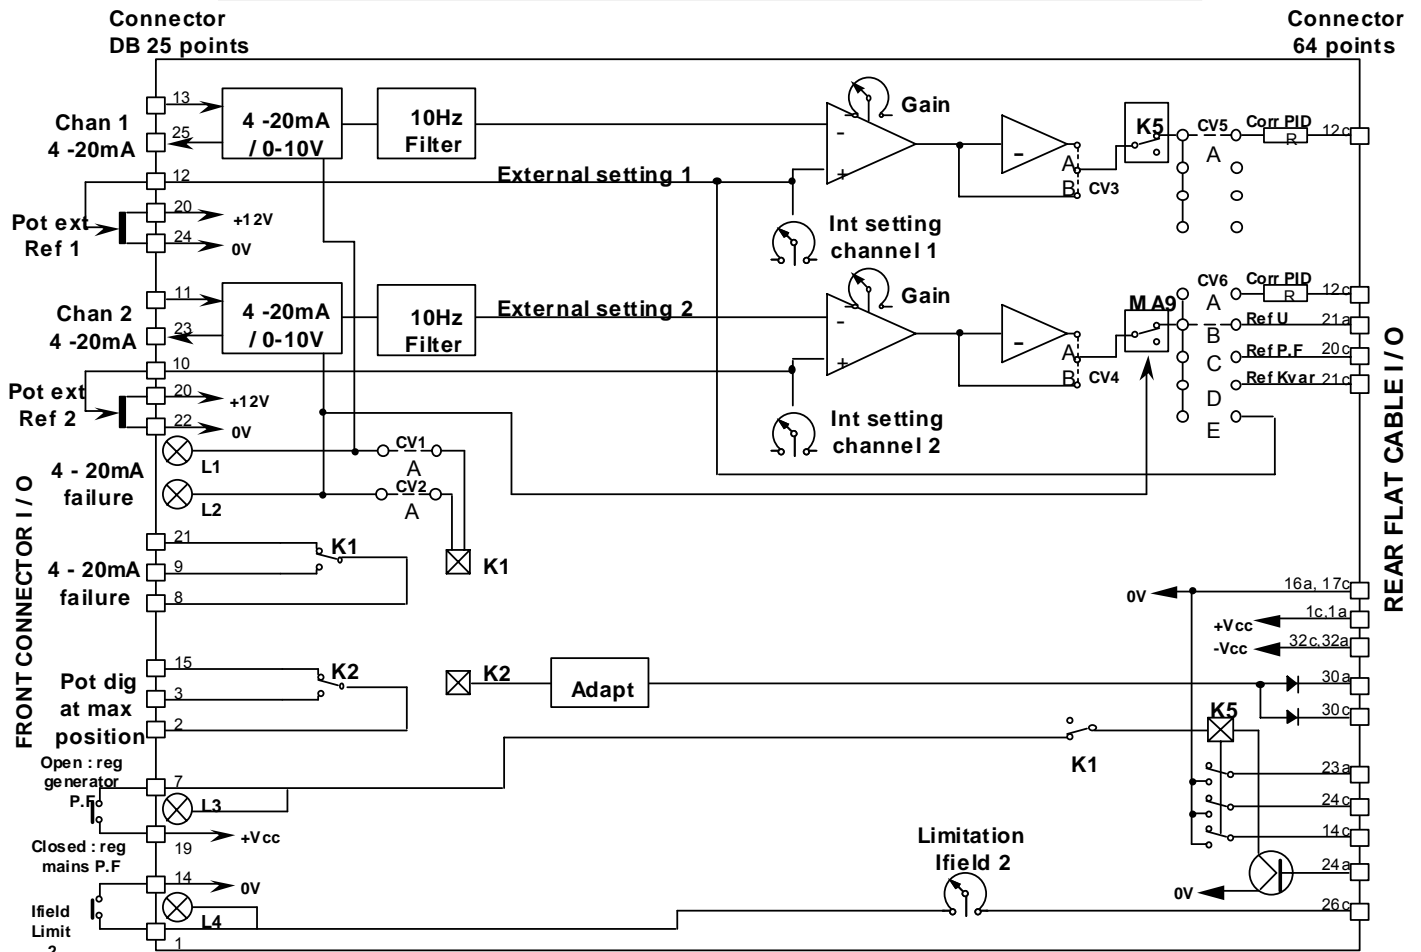 Connector
DB 25 points
Connector
64 points
FRONT CONNECTOR I / O
REAR FLAT CABLE I / O
Chan 1
4 -20mA
13
25
4 -20mA
/ 0-10V
10Hz
Filter
Gain
-
+
-
A
B
CV3
K5
CV5
A
Corr PID
R
12c
12
External setting 1
Pot ext
Ref 1
20
+12V
24
0V
Int setting
channel 1
Chan 2
4 -20mA
11
23
4 -20mA
/ 0-10V
10Hz
Filter
External setting 2
Gain
-
+
-
A
B
CV4
MA9
CV6
A
B
C
D
E
Corr PID
R
12c
Ref U
21a
Ref P.F
20c
Ref Kvar
21c
10
Pot ext
Ref 2
20
+12V
22
0V
Int setting
channel 2
4 - 20mA
failure
L1
L2
CV1
A
CV2
A
K1
4 - 20mA
failure
21
9
8
K1
0V
16a, 17c
+Vcc
1c,1a
-Vcc
32c,32a
Pot dig
at max
position
15
3
2
K2
K2
Adapt
30a
30c
K5
K1
Open : reg
generator
P.F
7
L3
19
+Vcc
Closed : reg
mains P.F
23a
24c
14c
24a
0V
Limitation
Ifield 2
26c
14
0V
Ifield
Limit
2
L4
1